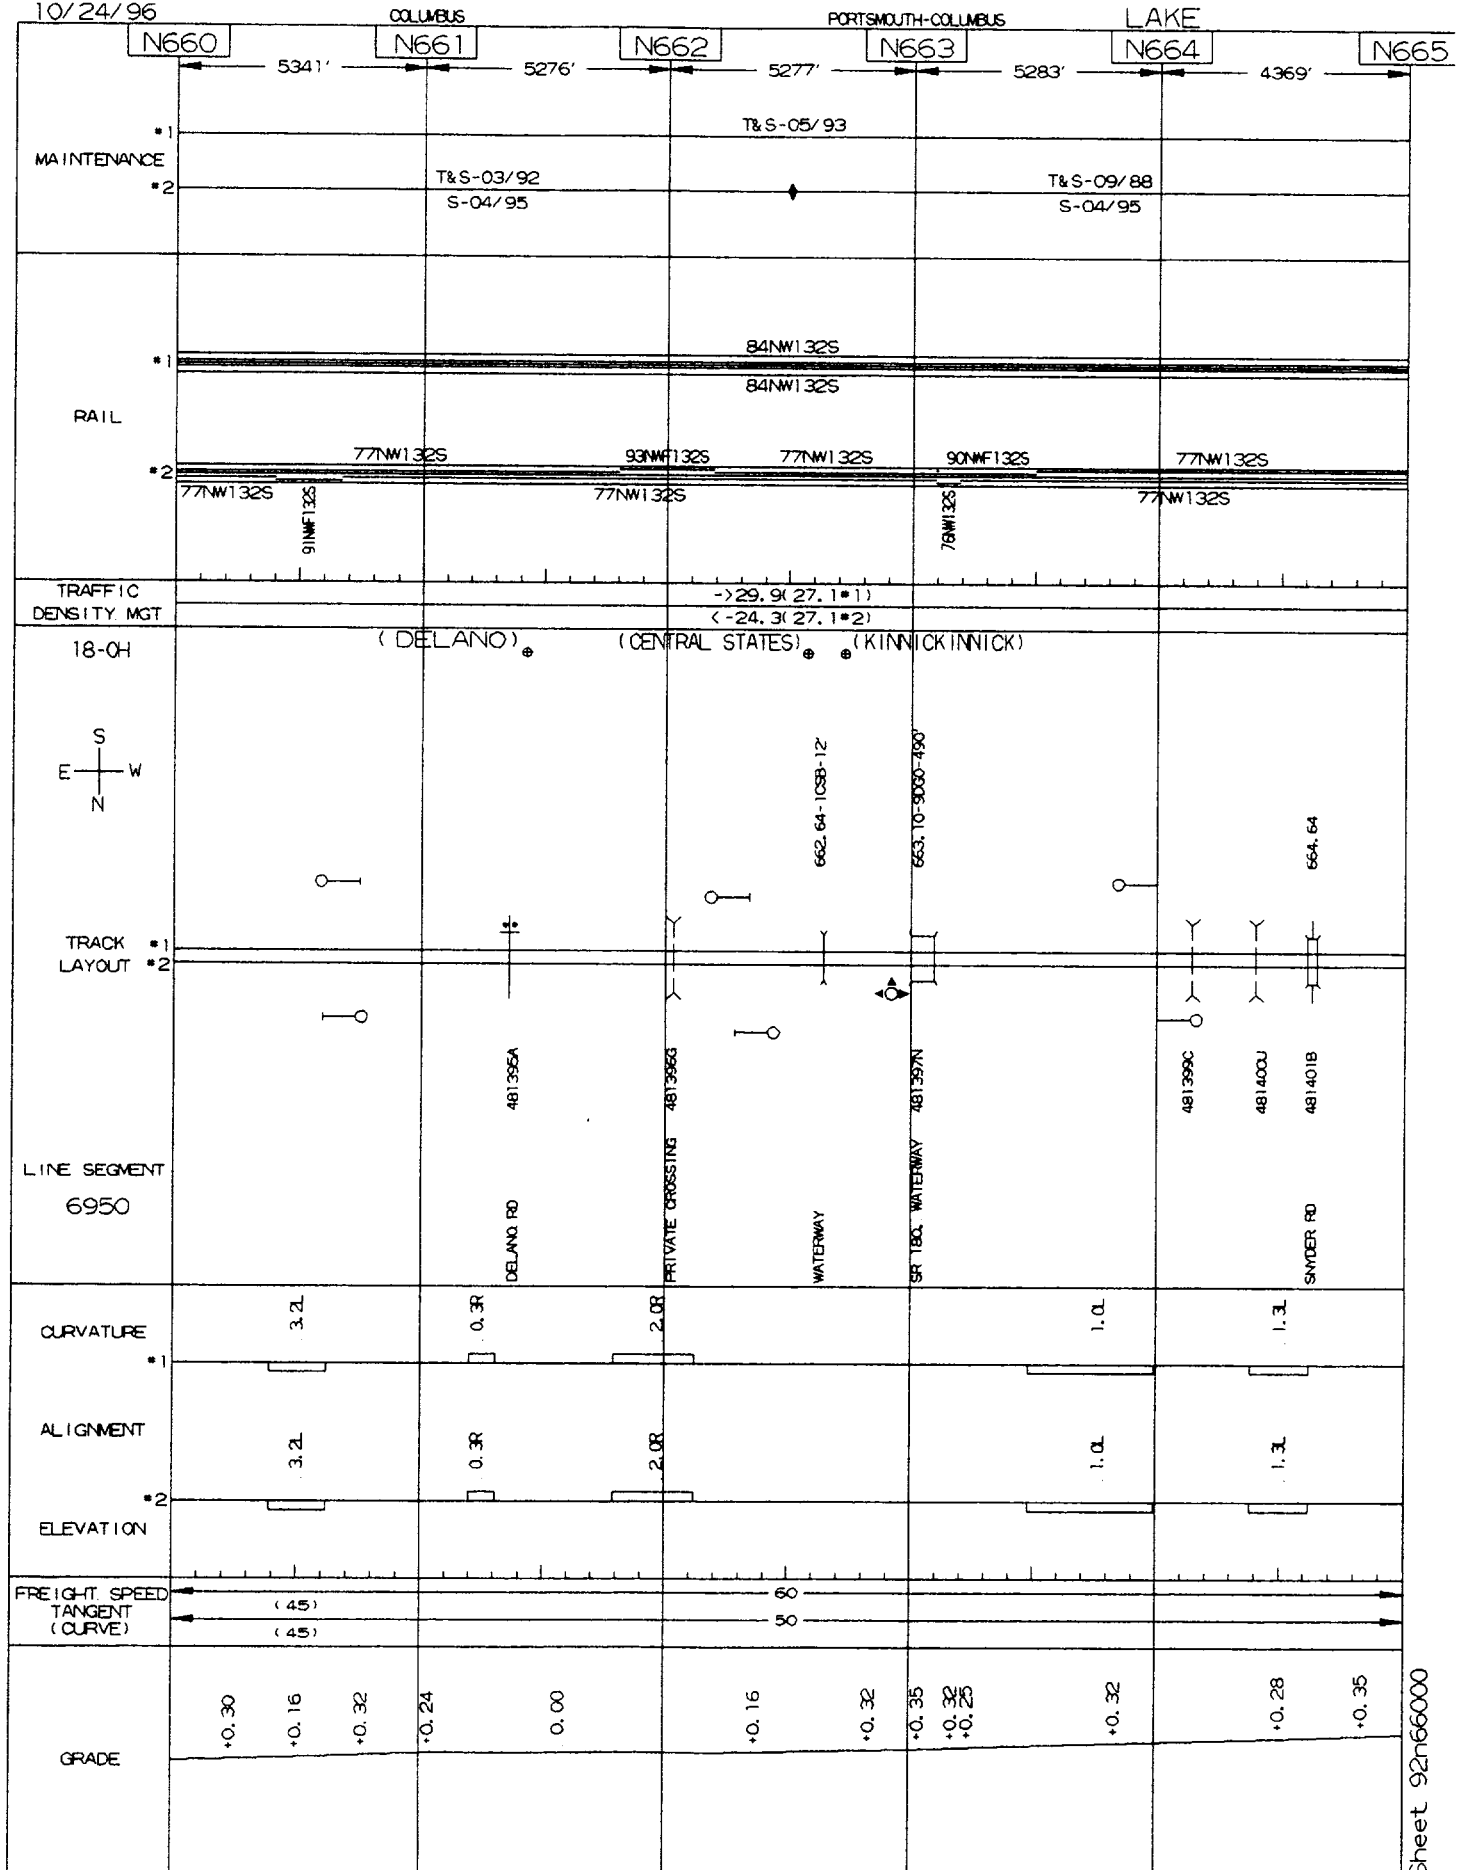 10/24/96
COLUMBUS
PORTSMOUTH-COLUMBUS
LAKE
N660
N661
N662
N663
N664
N665
5341'
5276'
5277'
5283'
4369'
MAINTENANCE
*1
T&S-05/93
*2
T&S-03/92
S-04/95
T&S-09/88
S-04/95
RAIL
*1
84NW132S
84NW132S
*2
77NW132S
93NWF132S
77NW132S
90NWF132S
77NW132S
77NW132S
91NWF132S
77NW132S
76NW132S
77NW132S
TRAFFIC
DENSITY. MGT
->29.9(27.1*1)
<-24.3(27.1*2)
18-OH
(DELANO)
(CENTRAL STATES)
(KINNICKINNICK)
S
E
W
N
662.64-1CSB-12'
663.10-9DGO-490'
664.64
TRACK *1
LAYOUT *2
481395A
481396G
481397N
481399C
481400U
481401B
LINE SEGMENT
6950
DELANO. RD
PRIVATE CROSSING
WATERWAY
SR 180, WATERWAY
SNYDER RD
CURVATURE
*1
3.2L
0.3R
2.0R
1.0L
1.3L
ALIGNMENT
*2
3.2L
0.3R
2.0R
1.0L
1.3L
ELEVATION
FREIGHT. SPEED
TANGENT
(CURVE)
60
(45)
50
(45)
GRADE
+0.30
+0.16
+0.32
+0.24
0.00
+0.16
+0.32
+0.35
+0.32
+0.25
+0.32
+0.28
+0.35
Sheet 92n66000